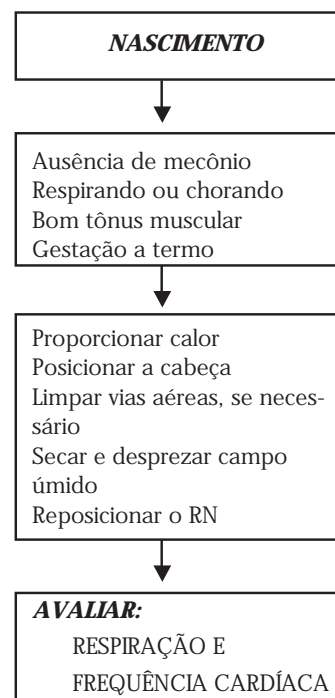 NASCIMENTO
Ausência de mecônio
Respirando ou chorando
Bom tônus muscular
Gestação a termo
Proporcionar calor
Posicionar a cabeça
Limpar vias aéreas, se neces-
sário
Secar e desprezar campo
úmido
Reposicionar o RN
AVALIAR:
RESPIRAÇÃO E
FREQUÊNCIA CARDÍACA